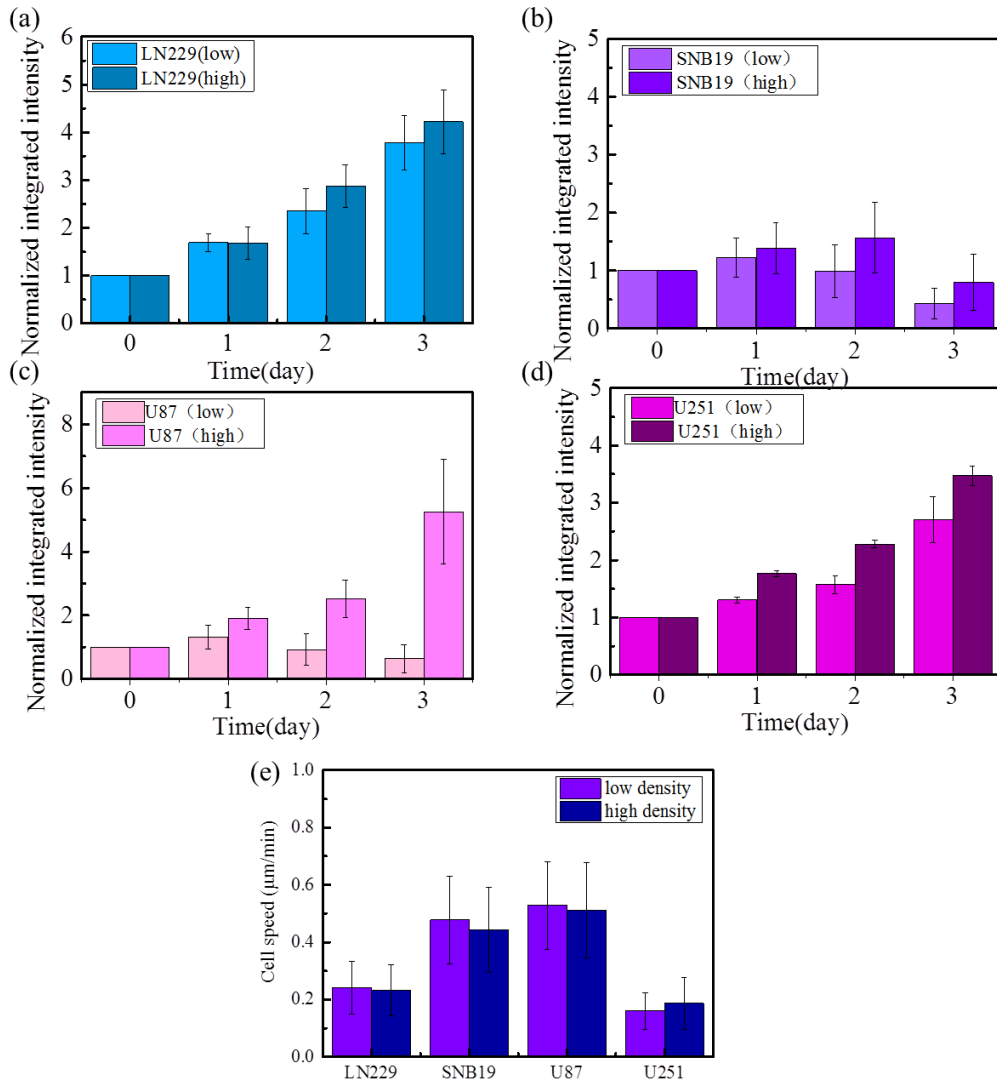 (a)
6
5
4
3
2
1
0
Normalized integrated intensity
LN229(low)
LN229(high)
0 1 2 3
Time(day)
(b)
5
4
3
2
1
0
Normalized integrated intensity
SNB19（low）
SNB19（high）
0 1 2 3
Time(day)
(c)
8
6
4
2
0
Normalized integrated intensity
U87（low）
U87（high）
0 1 2 3
Time(day)
(d)
5
4
3
2
1
0
Normalized integrated intensity
U251（low）
U251（high）
0 1 2 3
Time(day)
(e)
1.0
0.8
0.6
0.4
0.2
0.0
Cell speed (μm/min)
low density
high density
LN229 SNB19 U87 U251